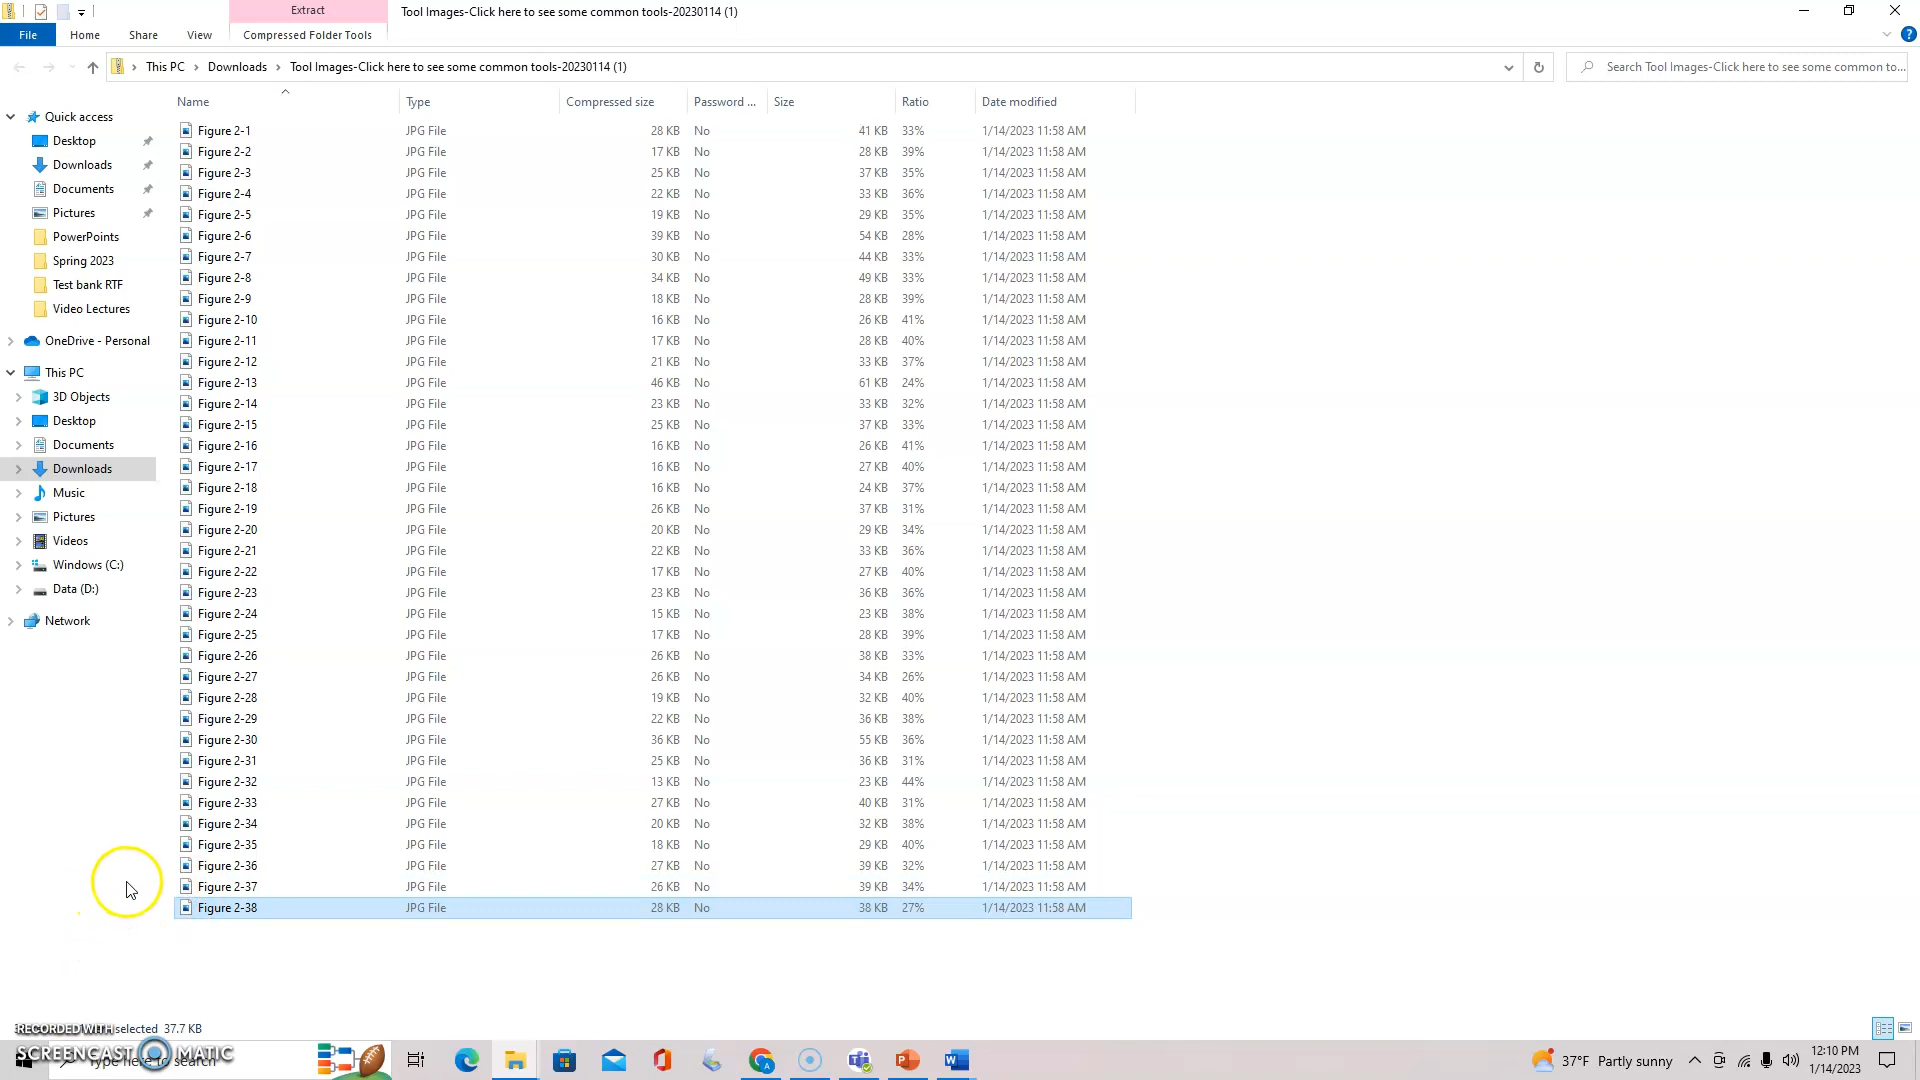 Extract
Tool Images-Click here to see some common tools-20230114 (1)
File Home Share View Compressed Folder Tools
This PC Downloads Tool Images-Click here to see some common tools-20230114 (1)
Search Tool Images-Click here to see some common to...
Name Type Compressed size Password ... Size Ratio Date modified
Quick access
Desktop
Downloads
Documents
Pictures
PowerPoints
Spring 2023
Test bank RTF
Video Lectures
OneDrive - Personal
This PC
3D Objects
Desktop
Documents
Downloads
Music
Pictures
Videos
Windows (C:)
Data (D:)
Network
Figure 2-1 JPG File 28 KB No 41 KB 33% 1/14/2023 11:58 AM
Figure 2-2 JPG File 17 KB No 28 KB 39% 1/14/2023 11:58 AM
Figure 2-3 JPG File 25 KB No 37 KB 35% 1/14/2023 11:58 AM
Figure 2-4 JPG File 22 KB No 33 KB 36% 1/14/2023 11:58 AM
Figure 2-5 JPG File 19 KB No 29 KB 35% 1/14/2023 11:58 AM
Figure 2-6 JPG File 39 KB No 54 KB 28% 1/14/2023 11:58 AM
Figure 2-7 JPG File 30 KB No 44 KB 33% 1/14/2023 11:58 AM
Figure 2-8 JPG File 34 KB No 49 KB 33% 1/14/2023 11:58 AM
Figure 2-9 JPG File 18 KB No 28 KB 39% 1/14/2023 11:58 AM
Figure 2-10 JPG File 16 KB No 26 KB 41% 1/14/2023 11:58 AM
Figure 2-11 JPG File 17 KB No 28 KB 40% 1/14/2023 11:58 AM
Figure 2-12 JPG File 21 KB No 33 KB 37% 1/14/2023 11:58 AM
Figure 2-13 JPG File 46 KB No 61 KB 24% 1/14/2023 11:58 AM
Figure 2-14 JPG File 23 KB No 33 KB 32% 1/14/2023 11:58 AM
Figure 2-15 JPG File 25 KB No 37 KB 33% 1/14/2023 11:58 AM
Figure 2-16 JPG File 16 KB No 26 KB 41% 1/14/2023 11:58 AM
Figure 2-17 JPG File 16 KB No 27 KB 40% 1/14/2023 11:58 AM
Figure 2-18 JPG File 16 KB No 24 KB 37% 1/14/2023 11:58 AM
Figure 2-19 JPG File 26 KB No 37 KB 31% 1/14/2023 11:58 AM
Figure 2-20 JPG File 20 KB No 29 KB 34% 1/14/2023 11:58 AM
Figure 2-21 JPG File 22 KB No 33 KB 36% 1/14/2023 11:58 AM
Figure 2-22 JPG File 17 KB No 27 KB 40% 1/14/2023 11:58 AM
Figure 2-23 JPG File 23 KB No 36 KB 36% 1/14/2023 11:58 AM
Figure 2-24 JPG File 15 KB No 23 KB 38% 1/14/2023 11:58 AM
Figure 2-25 JPG File 17 KB No 28 KB 39% 1/14/2023 11:58 AM
Figure 2-26 JPG File 26 KB No 38 KB 33% 1/14/2023 11:58 AM
Figure 2-27 JPG File 26 KB No 34 KB 26% 1/14/2023 11:58 AM
Figure 2-28 JPG File 19 KB No 32 KB 40% 1/14/2023 11:58 AM
Figure 2-29 JPG File 22 KB No 36 KB 38% 1/14/2023 11:58 AM
Figure 2-30 JPG File 36 KB No 55 KB 36% 1/14/2023 11:58 AM
Figure 2-31 JPG File 25 KB No 36 KB 31% 1/14/2023 11:58 AM
Figure 2-32 JPG File 13 KB No 23 KB 44% 1/14/2023 11:58 AM
Figure 2-33 JPG File 27 KB No 40 KB 31% 1/14/2023 11:58 AM
Figure 2-34 JPG File 20 KB No 32 KB 38% 1/14/2023 11:58 AM
Figure 2-35 JPG File 18 KB No 29 KB 40% 1/14/2023 11:58 AM
Figure 2-36 JPG File 27 KB No 39 KB 32% 1/14/2023 11:58 AM
Figure 2-37 JPG File 26 KB No 39 KB 34% 1/14/2023 11:58 AM
Figure 2-38 JPG File 28 KB No 38 KB 27% 1/14/2023 11:58 AM
selected 37.7 KB
RECORDED WITH
SCREENCAST MATIC
Type here to search
37°F Partly sunny
12:10 PM
1/14/2023